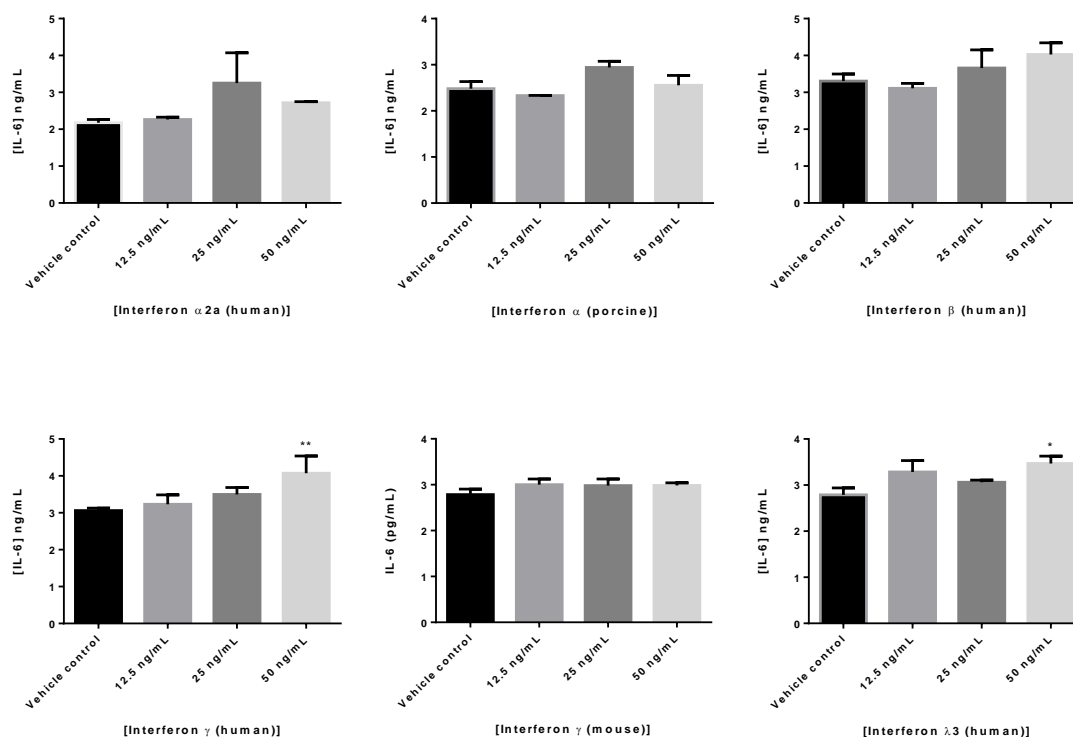 5
4
3
2
1
0
[IL-6] ng/mL
Vehicle control
12.5 ng/mL
25 ng/mL
50 ng/mL
[Interferon α2a (human)]
4
3
2
1
0
[IL-6] ng/mL
Vehicle control
12.5 ng/mL
25 ng/mL
50 ng/mL
[Interferon α (porcine)]
5
4
3
2
1
0
[IL-6] ng/mL
Vehicle control
12.5 ng/mL
25 ng/mL
50 ng/mL
[Interferon β (human)]
5
4
3
2
1
0
[IL-6] ng/mL
**
Vehicle control
12.5 ng/mL
25 ng/mL
50 ng/mL
[Interferon γ (human)]
4
3
2
1
0
IL-6 (pg/mL)
Vehicle control
12.5 ng/mL
25 ng/mL
50 ng/mL
[Interferon γ (mouse)]
4
3
2
1
0
[IL-6] ng/mL
*
Vehicle control
12.5 ng/mL
25 ng/mL
50 ng/mL
[Interferon λ3 (human)]